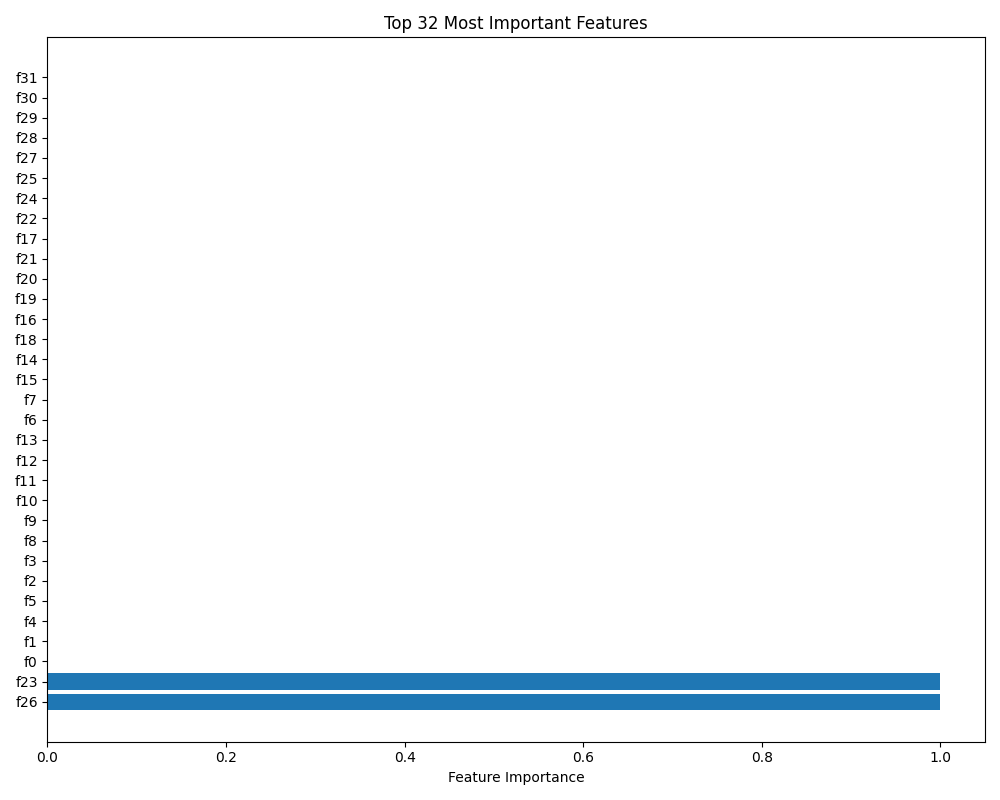 Top 32 Most Important Features
f31
f30
f29
f28
f27
f25
f24
f22
f17
f21
f20
f19
f16
f18
f14
f15
f7
f6
f13
f12
f11
f10
f9
f8
f3
f2
f5
f4
f1
f0
f23
f26
0.0 0.2 0.4 0.6 0.8 1.0
Feature Importance